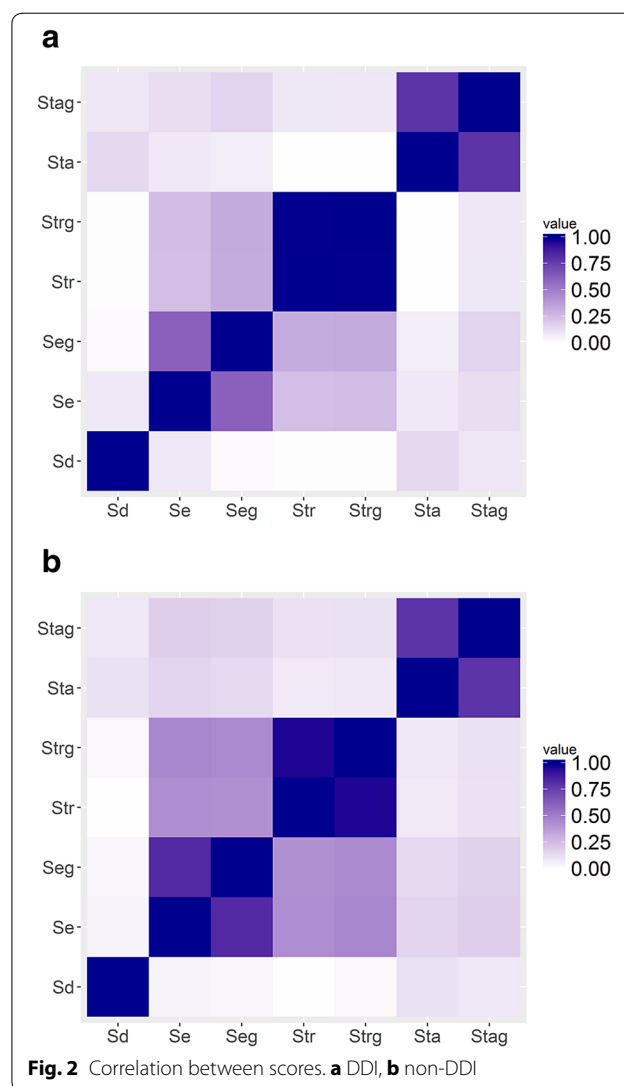 a
Stag
Sta
Strg
Str
Seg
Se
Sd
value
1.00
0.75
0.50
0.25
0.00
Sd Se Seg Str Strg Sta Stag
b
Stag
Sta
Strg
Str
Seg
Se
Sd
value
1.00
0.75
0.50
0.25
0.00
Sd Se Seg Str Strg Sta Stag
Fig. 2 Correlation between scores. a DDI, b non-DDI